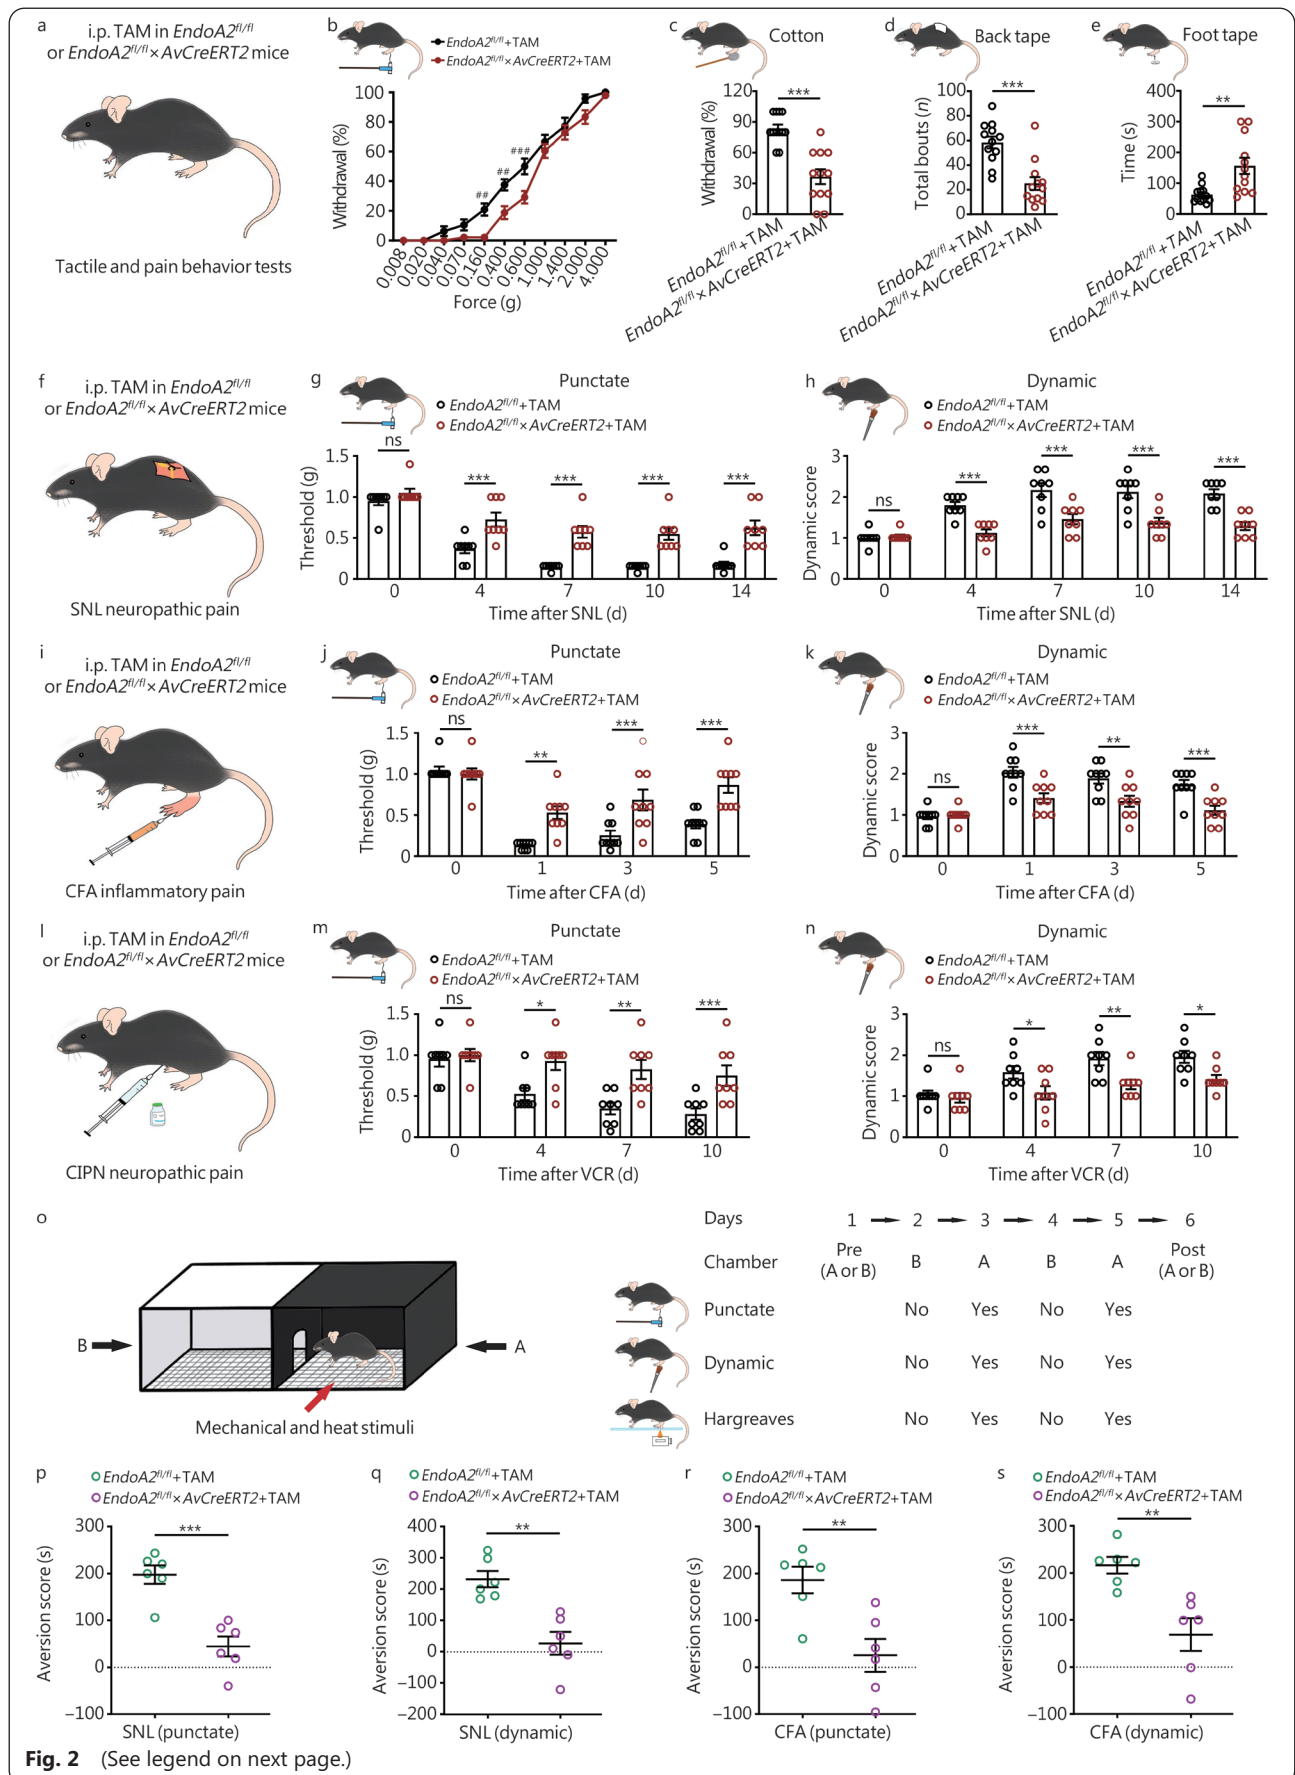 a
i.p. TAM in EndoA2fl/fl
or EndoA2fl/fl × AvCreERT2 mice
Tactile and pain behavior tests
b
EndoA2fl/fl+TAM
EndoA2fl/fl× AvCreERT2+TAM
Withdrawal (%)
100
80
60
40
20
0
##
##
###
0.008
0.020
0.040
0.070
0.160
0.400
0.600
1.000
1.400
2.000
4.000
Force (g)
c
Cotton
Withdrawal (%)
120
90
60
30
0
***
EndoA2fl/fl+TAM
EndoA2fl/fl× AvCreERT2+TAM
d
Back tape
Total bouts (n)
100
80
60
40
20
0
***
EndoA2fl/fl+TAM
EndoA2fl/fl× AvCreERT2+TAM
e
Foot tape
Time (s)
400
300
200
100
0
**
EndoA2fl/fl+TAM
EndoA2fl/fl× AvCreERT2+TAM
f
i.p. TAM in EndoA2fl/fl
or EndoA2fl/fl× AvCreERT2 mice
SNL neuropathic pain
g
Punctate
EndoA2fl/fl+TAM
EndoA2fl/fl× AvCreERT2+TAM
Threshold (g)
1.5
1.0
0.5
0
ns
***
***
***
***
0 4 7 10 14
Time after SNL (d)
h
Dynamic
EndoA2fl/fl+TAM
EndoA2fl/fl× AvCreERT2+TAM
Dynamic score
3
2
1
0
ns
***
***
***
***
0 4 7 10 14
Time after SNL (d)
i
i.p. TAM in EndoA2fl/fl
or EndoA2fl/fl× AvCreERT2 mice
CFA inflammatory pain
j
Punctate
EndoA2fl/fl+TAM
EndoA2fl/fl× AvCreERT2+TAM
Threshold (g)
1.5
1.0
0.5
0
ns
**
***
***
0 1 3 5
Time after CFA (d)
k
Dynamic
EndoA2fl/fl+TAM
EndoA2fl/fl× AvCreERT2+TAM
Dynamic score
3
2
1
0
ns
***
**
***
0 1 3 5
Time after CFA (d)
l
i.p. TAM in EndoA2fl/fl
or EndoA2fl/fl× AvCreERT2 mice
CIPN neuropathic pain
m
Punctate
EndoA2fl/fl+TAM
EndoA2fl/fl× AvCreERT2+TAM
Threshold (g)
1.5
1.0
0.5
0
ns
*
**
***
0 4 7 10
Time after VCR (d)
n
Dynamic
EndoA2fl/fl+TAM
EndoA2fl/fl× AvCreERT2+TAM
Dynamic score
3
2
1
0
ns
*
**
*
0 4 7 10
Time after VCR (d)
o
B
A
Mechanical and heat stimuli
Days 1 2 3 4 5 6
Chamber Pre (A or B) B A B A Post (A or B)
Punctate No Yes No Yes
Dynamic No Yes No Yes
Hargreaves No Yes No Yes
p
EndoA2fl/fl+TAM
EndoA2fl/fl× AvCreERT2+TAM
Aversion score (s)
300
200
100
0
−100
***
SNL (punctate)
q
EndoA2fl/fl+TAM
EndoA2fl/fl× AvCreERT2+TAM
Aversion score (s)
400
300
200
100
0
−100
−200
**
SNL (dynamic)
r
EndoA2fl/fl+TAM
EndoA2fl/fl× AvCreERT2+TAM
Aversion score (s)
300
200
100
0
−100
**
CFA (punctate)
s
EndoA2fl/fl+TAM
EndoA2fl/fl× AvCreERT2+TAM
Aversion score (s)
300
200
100
0
−100
**
CFA (dynamic)
Fig. 2 (See legend on next page.)